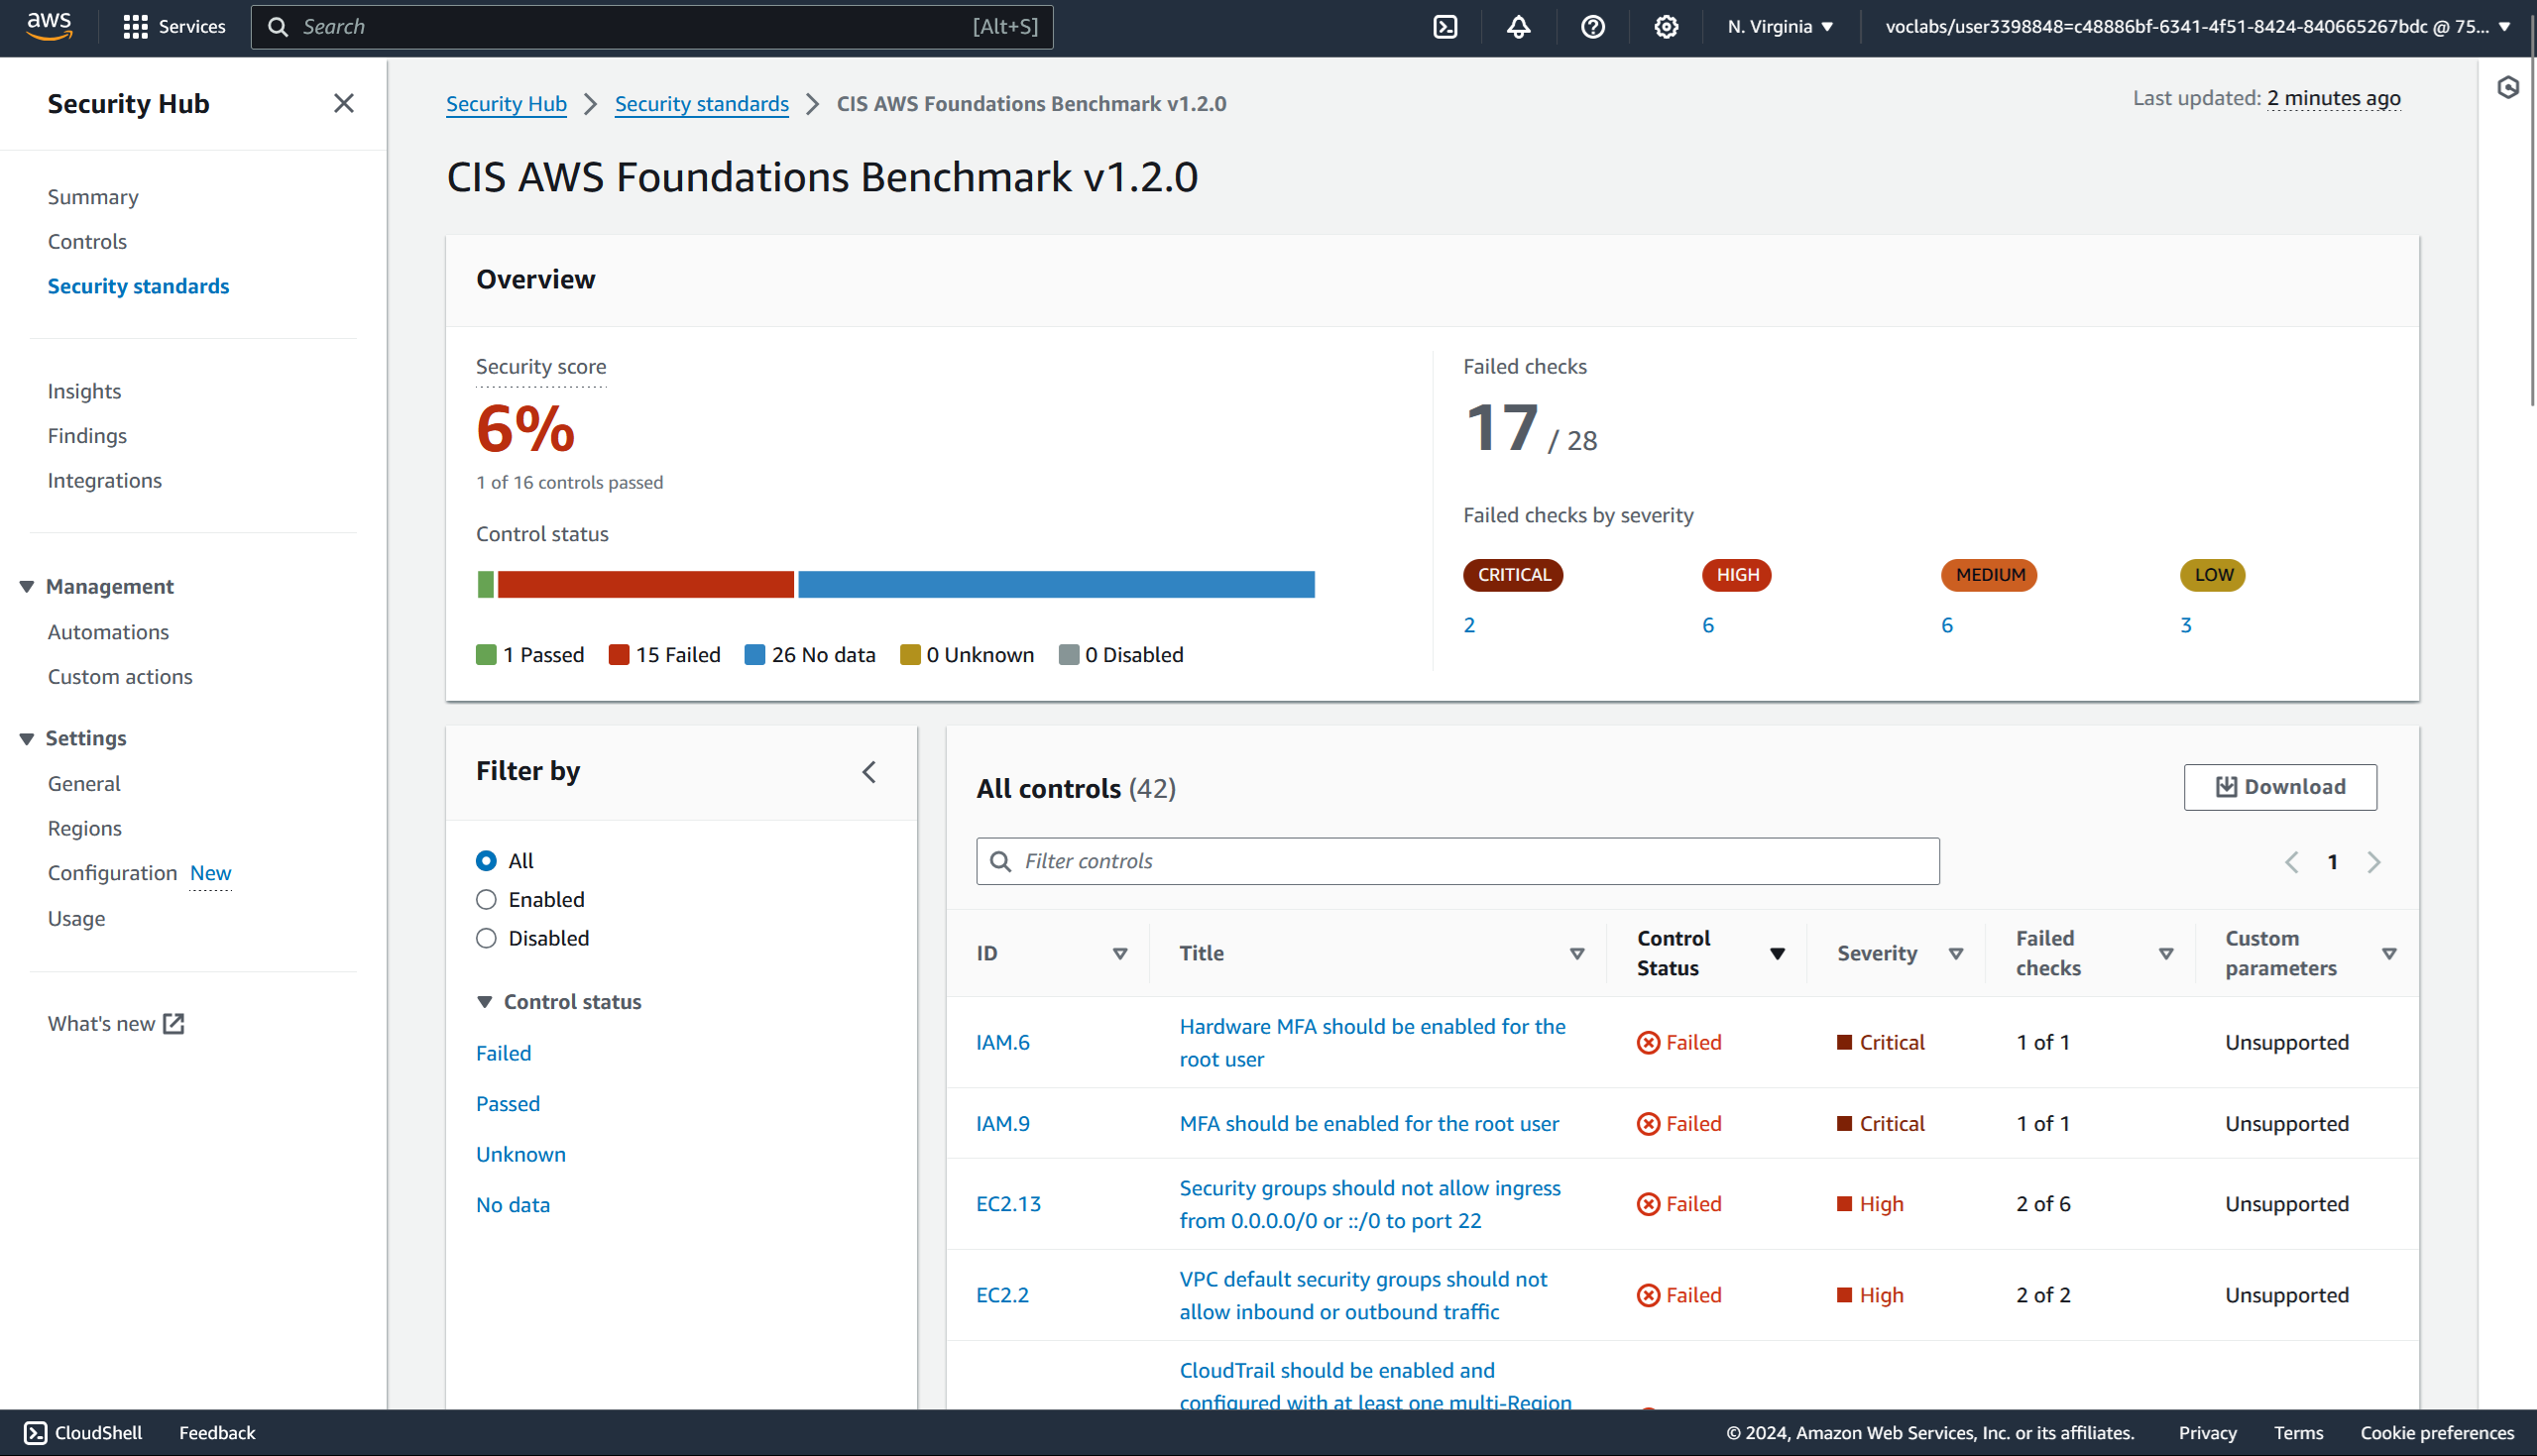 aws
Services
Search [Alt+S]
N. Virginia
voclabs/user3398848=c48886bf-6341-4f51-8424-840665267bdc @ 75...
Security Hub
Summary
Controls
Security standards
Insights
Findings
Integrations
Management
Automations
Custom actions
Settings
General
Regions
Configuration New
Usage
What's new
Security Hub > Security standards > CIS AWS Foundations Benchmark v1.2.0
Last updated: 2 minutes ago
CIS AWS Foundations Benchmark v1.2.0
Overview
Security score
6%
1 of 16 controls passed
Control status
1 Passed 15 Failed 26 No data 0 Unknown 0 Disabled
Failed checks
17 / 28
Failed checks by severity
CRITICAL HIGH MEDIUM LOW
2 6 6 3
Filter by
All
Enabled
Disabled
Control status
Failed
Passed
Unknown
No data
All controls (42)
Download
Filter controls
1
ID Title Control Status Severity Failed checks Custom parameters
IAM.6 Hardware MFA should be enabled for the root user Failed Critical 1 of 1 Unsupported
IAM.9 MFA should be enabled for the root user Failed Critical 1 of 1 Unsupported
EC2.13 Security groups should not allow ingress from 0.0.0.0/0 or ::/0 to port 22 Failed High 2 of 6 Unsupported
EC2.2 VPC default security groups should not allow inbound or outbound traffic Failed High 2 of 2 Unsupported
CloudTrail should be enabled and
configured with at least one multi-Region
CloudShell Feedback
© 2024, Amazon Web Services, Inc. or its affiliates. Privacy Terms Cookie preferences